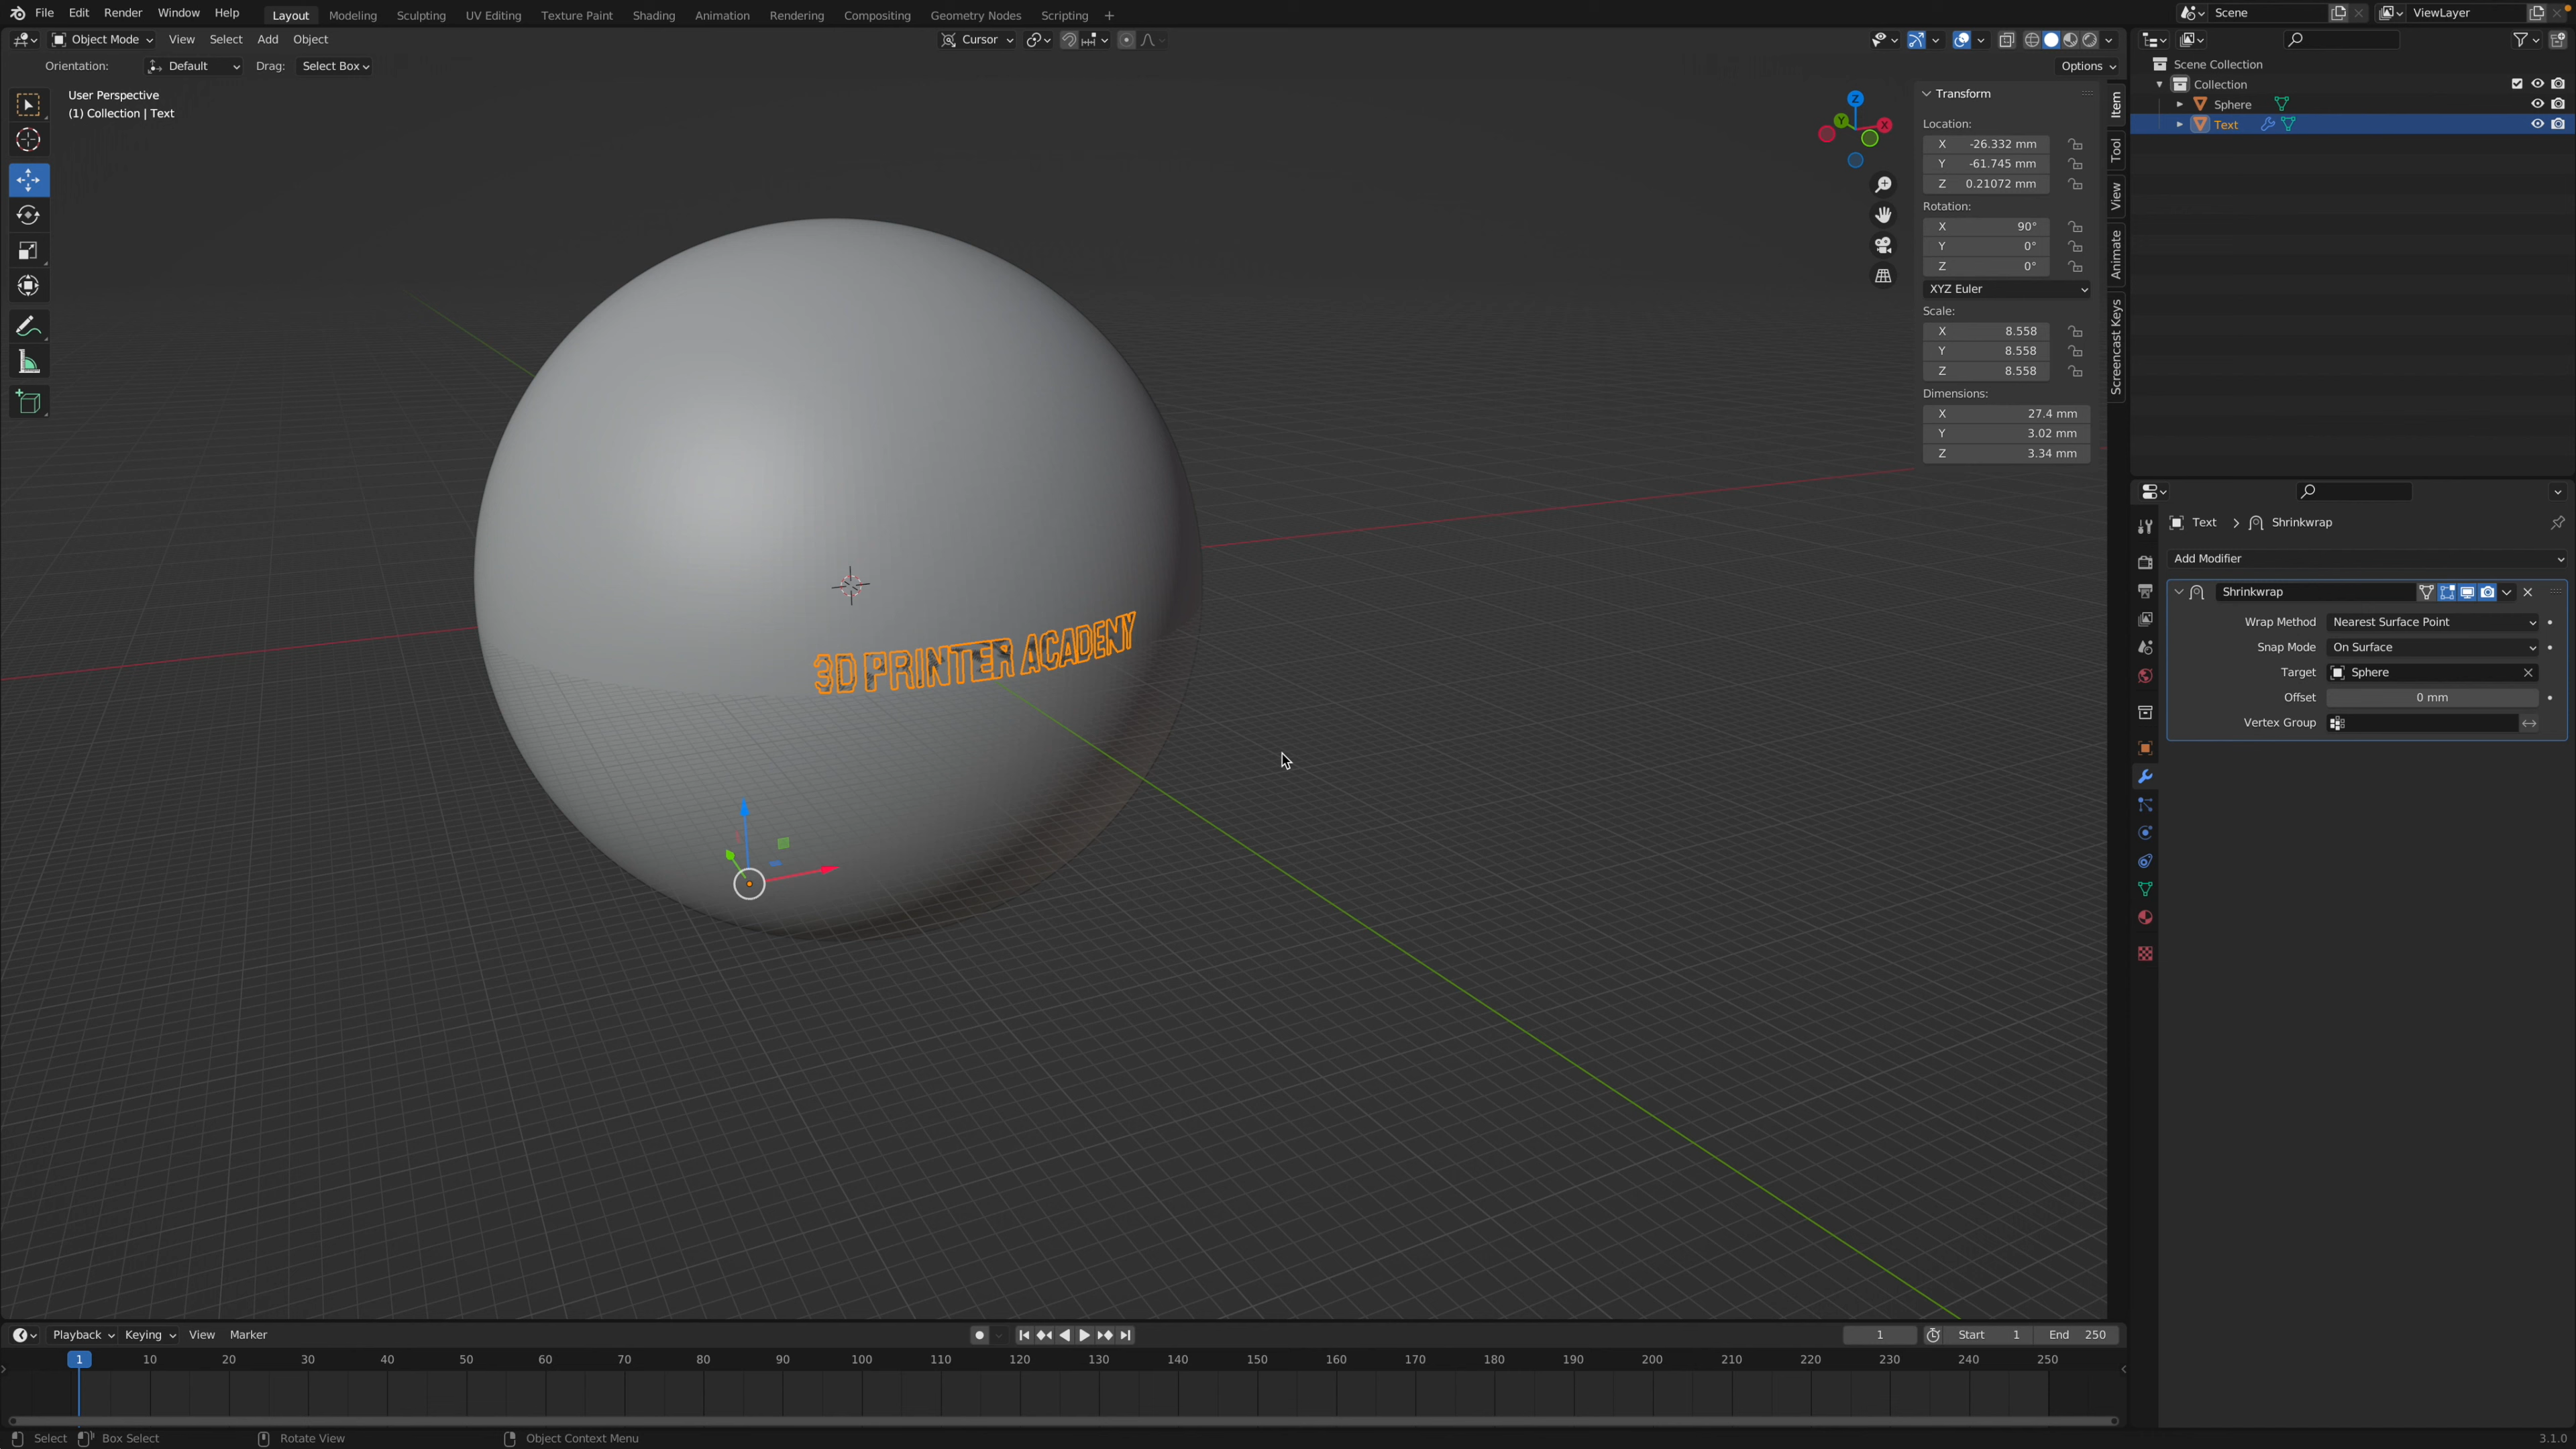 File Edit Render Window Help Layout Modeling Sculpting UV Editing Texture Paint Shading Animation Rendering Compositing Geometry Nodes Scripting + Scene ViewLayer
Object Mode View Select Add Object Cursor
Orientation: Default Drag: Select Box Options
User Perspective
(1) Collection | Text
3D PRINTER ACADENY
Z
Y
X
Transform
Location:
X -26.332 mm
Y -61.745 mm
Z 0.21072 mm
Rotation:
X 90°
Y 0°
Z 0°
XYZ Euler
Scale:
X 8.558
Y 8.558
Z 8.558
Dimensions:
X 27.4 mm
Y 3.02 mm
Z 3.34 mm
Item
Tool
View
Animate
Screencast Keys
Scene Collection
Collection
Sphere
Text
Text > Shrinkwrap
Add Modifier
Shrinkwrap
Wrap Method Nearest Surface Point
Snap Mode On Surface
Target Sphere
Offset 0 mm
Vertex Group
Playback Keying View Marker 1 Start 1 End 250
1 10 20 30 40 50 60 70 80 90 100 110 120 130 140 150 160 170 180 190 200 210 220 230 240 250
Select Box Select Rotate View Object Context Menu 3.1.0